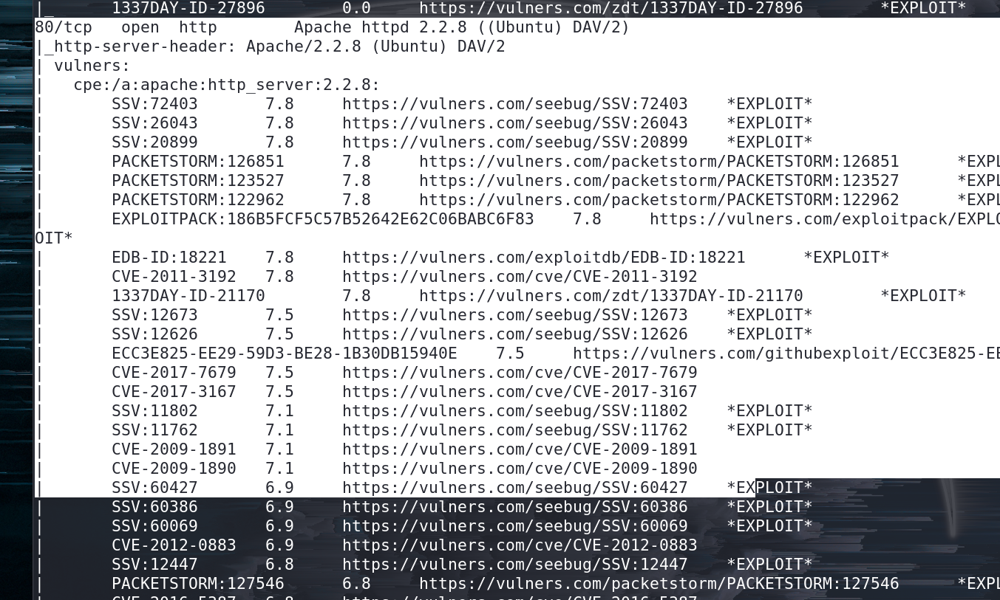 |_    1337DAY-ID-27896    0.0    https://vulners.com/zdt/1337DAY-ID-27896    *EXPLOIT*
80/tcp   open  http        Apache httpd 2.2.8 ((Ubuntu) DAV/2)
|_http-server-header: Apache/2.2.8 (Ubuntu) DAV/2
| vulners:
|   cpe:/a:apache:http_server:2.2.8:
|       SSV:72403       7.8     https://vulners.com/seebug/SSV:72403    *EXPLOIT*
|       SSV:26043       7.8     https://vulners.com/seebug/SSV:26043    *EXPLOIT*
|       SSV:20899       7.8     https://vulners.com/seebug/SSV:20899    *EXPLOIT*
|       PACKETSTORM:126851      7.8     https://vulners.com/packetstorm/PACKETSTORM:126851      *EXPL
|       PACKETSTORM:123527      7.8     https://vulners.com/packetstorm/PACKETSTORM:123527      *EXPL
|       PACKETSTORM:122962      7.8     https://vulners.com/packetstorm/PACKETSTORM:122962      *EXPL
|       EXPLOITPACK:186B5FCF5C57B52642E62C06BABC6F83    7.8     https://vulners.com/exploitpack/EXPLO
OIT*
|       EDB-ID:18221    7.8     https://vulners.com/exploitdb/EDB-ID:18221      *EXPLOIT*
|       CVE-2011-3192   7.8     https://vulners.com/cve/CVE-2011-3192
|       1337DAY-ID-21170        7.8     https://vulners.com/zdt/1337DAY-ID-21170        *EXPLOIT*
|       SSV:12673       7.5     https://vulners.com/seebug/SSV:12673    *EXPLOIT*
|       SSV:12626       7.5     https://vulners.com/seebug/SSV:12626    *EXPLOIT*
|       ECC3E825-EE29-59D3-BE28-1B30DB15940E    7.5     https://vulners.com/githubexploit/ECC3E825-EE
|       CVE-2017-7679   7.5     https://vulners.com/cve/CVE-2017-7679
|       CVE-2017-3167   7.5     https://vulners.com/cve/CVE-2017-3167
|       SSV:11802       7.1     https://vulners.com/seebug/SSV:11802    *EXPLOIT*
|       SSV:11762       7.1     https://vulners.com/seebug/SSV:11762    *EXPLOIT*
|       CVE-2009-1891   7.1     https://vulners.com/cve/CVE-2009-1891
|       CVE-2009-1890   7.1     https://vulners.com/cve/CVE-2009-1890
|       SSV:60427       6.9     https://vulners.com/seebug/SSV:60427    *EXPLOIT*
|       SSV:60386       6.9     https://vulners.com/seebug/SSV:60386    *EXPLOIT*
|       SSV:60069       6.9     https://vulners.com/seebug/SSV:60069    *EXPLOIT*
|       CVE-2012-0883   6.9     https://vulners.com/cve/CVE-2012-0883
|       SSV:12447       6.8     https://vulners.com/seebug/SSV:12447    *EXPLOIT*
|       PACKETSTORM:127546      6.8     https://vulners.com/packetstorm/PACKETSTORM:127546      *EXPL
|       CVE-2016-5387   6.8     https://vulners.com/cve/CVE-2016-5387